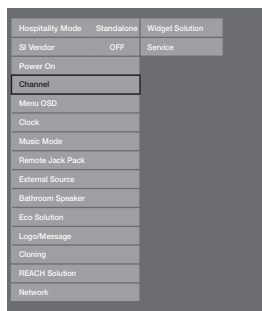 Hospitality Mode Standalone Widget Solution
SI Vendor OFF Service
Power On
Channel
Menu OSD
Clock
Music Mode
Remote Jack Pack
External Source
Bathroom Speaker
Eco Solution
Logo/Message
Cloning
REACH Solution
Network